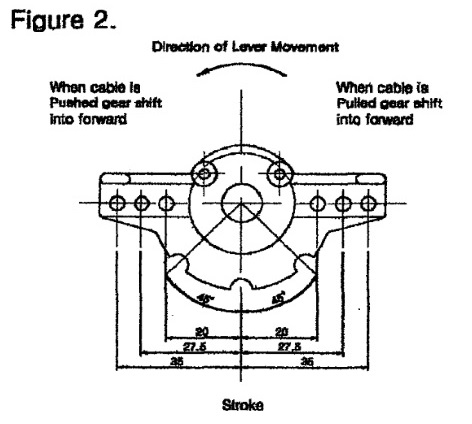 Figure 2.
Direction of Lever Movement
When cable is
Pushed gear shift
into forward
When cable is
Pulled gear shift
into forward
45° 45°
20 20
27.5 27.5
35 35
Stroke